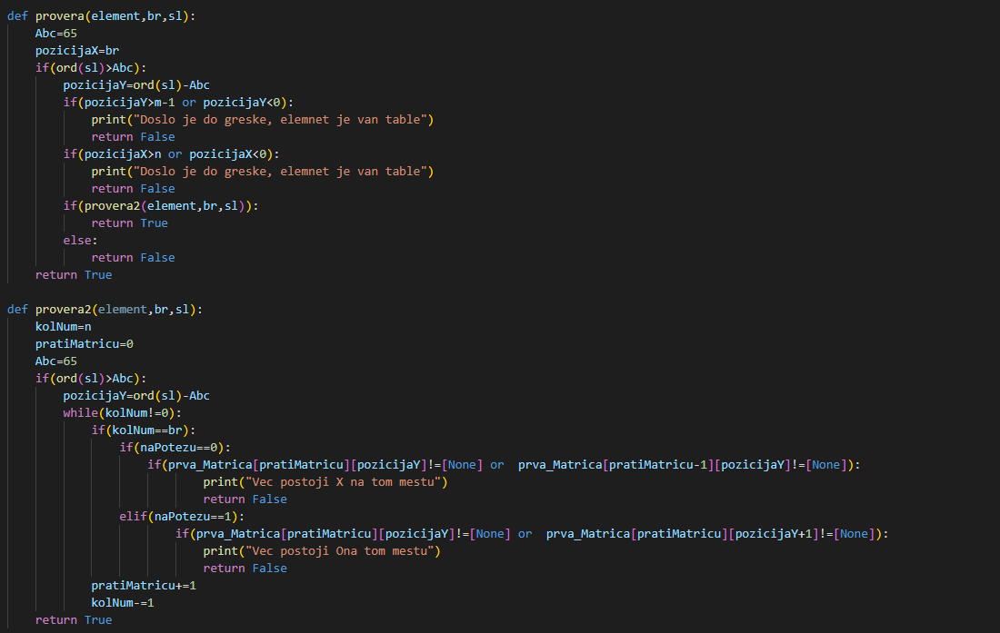 def provera(element,br,sl):
    Abc=65
    pozicijaX=br
    if(ord(sl)>Abc):
        pozicijaY=ord(sl)-Abc
        if(pozicijaY>m-1 or pozicijaY<0):
            print("Doslo je do greske, elemnet je van table")
            return False
        if(pozicijaX>n or pozicijaX<0):
            print("Doslo je do greske, elemnet je van table")
            return False
        if(provera2(element,br,sl)):
            return True
        else:
            return False
    return True

def provera2(element,br,sl):
    kolNum=n
    pratiMatricu=0
    Abc=65
    if(ord(sl)>Abc):
        pozicijaY=ord(sl)-Abc
        while(kolNum!=0):
            if(kolNum==br):
                if(naPotezu==0):
                    if(prva_Matrica[pratiMatricu][pozicijaY]!=[None] or  prva_Matrica[pratiMatricu-1][pozicijaY]!=[None]):
                            print("Vec postoji X na tom mestu")
                            return False
                elif(naPotezu==1):
                        if(prva_Matrica[pratiMatricu][pozicijaY]!=[None] or  prva_Matrica[pratiMatricu][pozicijaY+1]!=[None]):
                            print("Vec postoji Ona tom mestu")
                            return False
            pratiMatricu+=1
            kolNum-=1
    return True